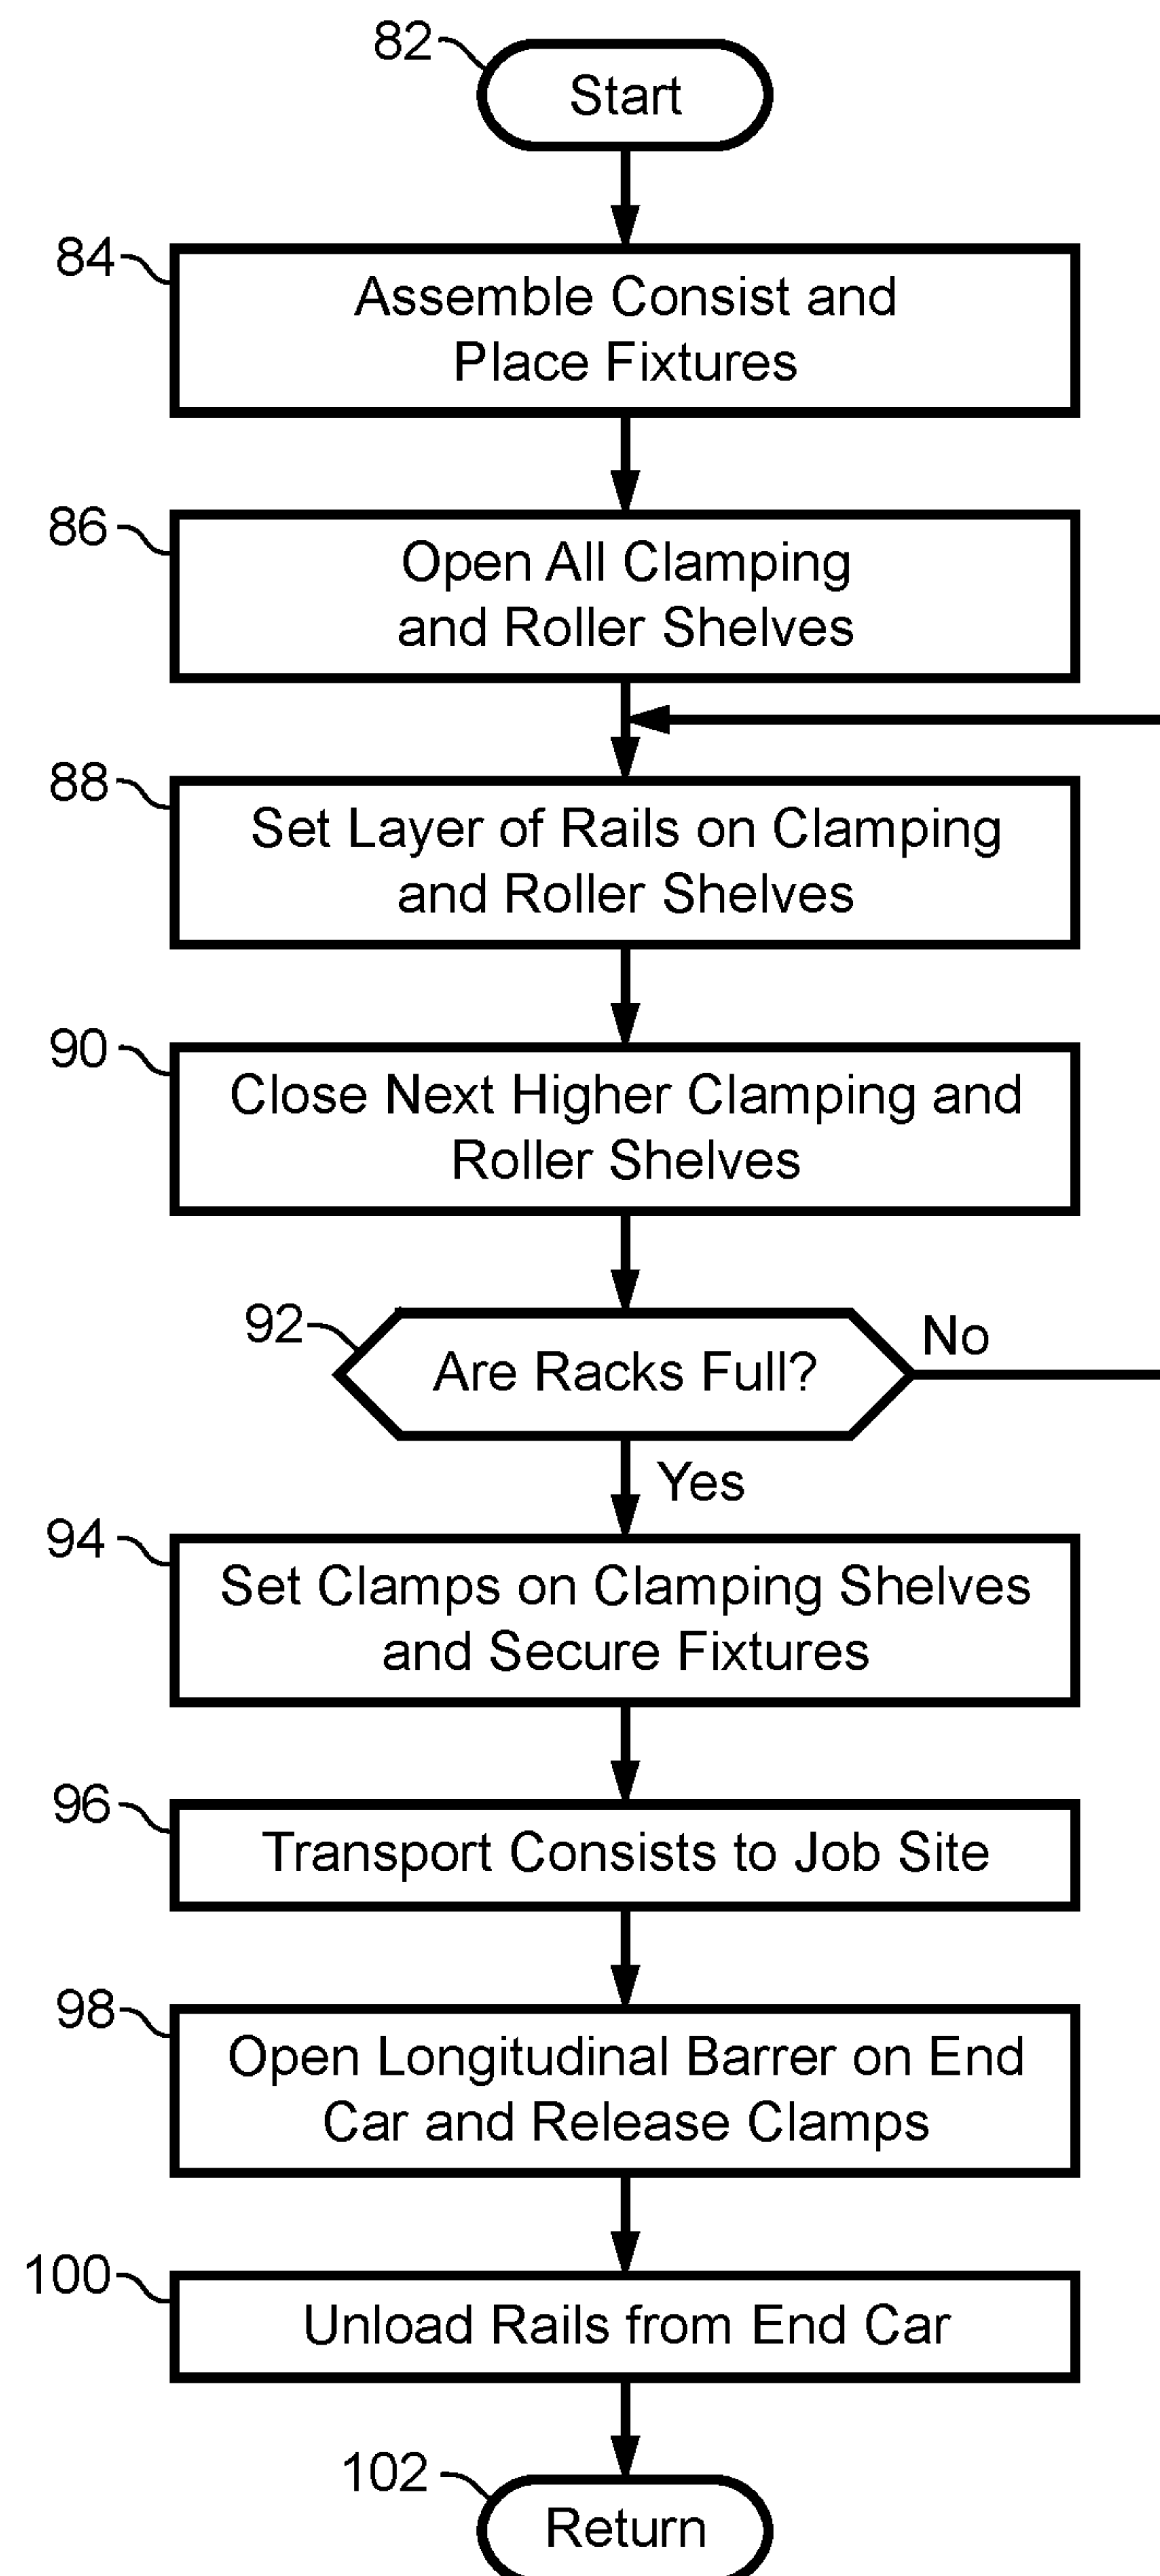 82
Start
84
Assemble Consist and
Place Fixtures
86
Open All Clamping
and Roller Shelves
88
Set Layer of Rails on Clamping
and Roller Shelves
90
Close Next Higher Clamping and
Roller Shelves
92
Are Racks Full?
No
Yes
94
Set Clamps on Clamping Shelves
and Secure Fixtures
96
Transport Consists to Job Site
98
Open Longitudinal Barrer on End
Car and Release Clamps
100
Unload Rails from End Car
102
Return